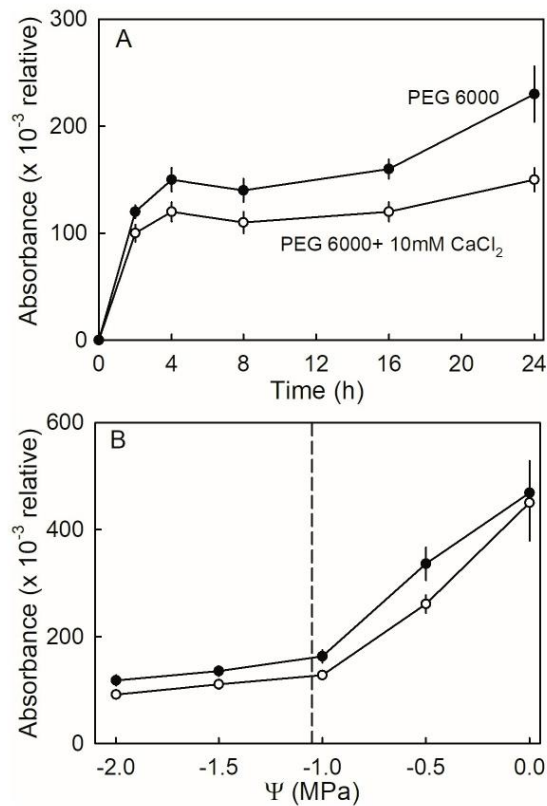 300
A
PEG 6000
200
100
PEG 6000+ 10mM CaCl₂
0
Absorbance (x 10⁻³ relative)
0 4 8 12 16 20 24
Time (h)
600
B
400
200
0
Absorbance (x 10⁻³ relative)
-2.0 -1.5 -1.0 -0.5 0.0
Ψ (MPa)